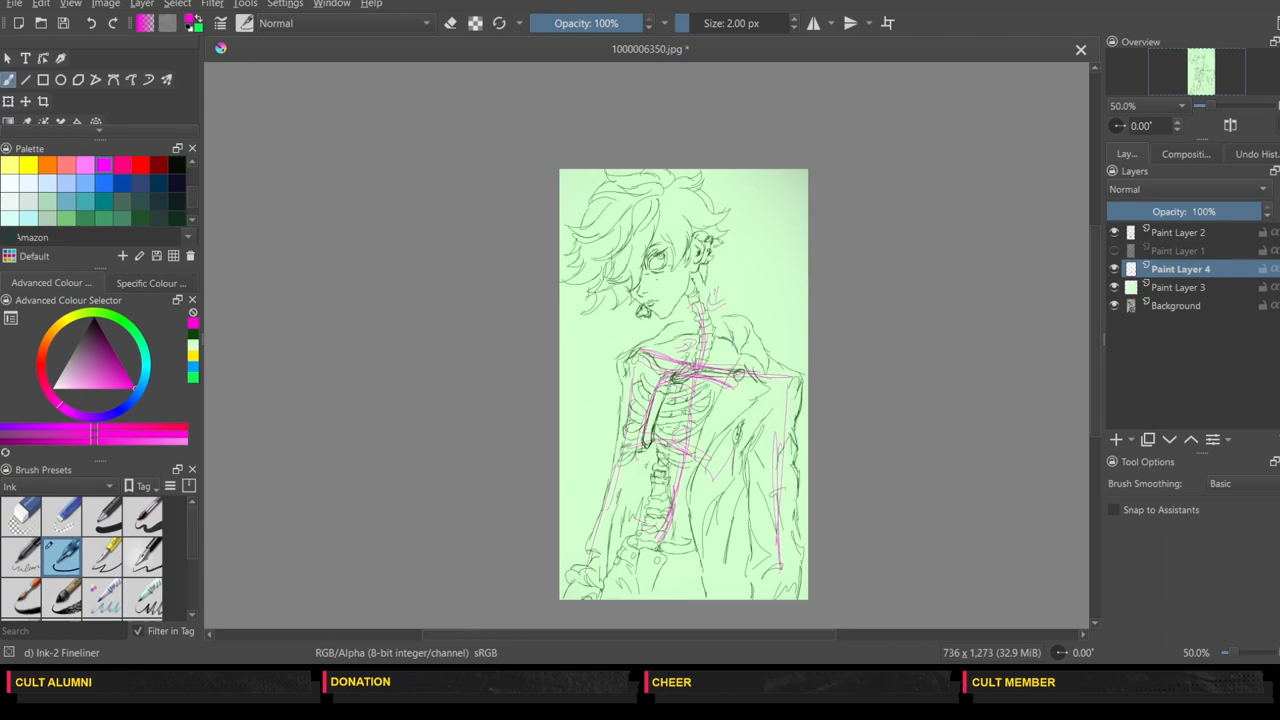 File Edit View Image Layer Select Filter Tools Settings Window Help
Normal
Opacity: 100%
Size: 2.00 px
1000006350.jpg *
Overview
50.0%
0.00°
Palette
Amazon
Default
Advanced Colour ...
Specific Colour ...
Advanced Colour Selector
Brush Presets
Ink
Tag
Search
Filter in Tag
Lay...
Compositi...
Undo Hist.
Layers
Normal
Opacity: 100%
Paint Layer 2
Paint Layer 1
Paint Layer 4
Paint Layer 3
Background
Tool Options
Brush Smoothing:
Basic
Snap to Assistants
d) Ink-2 Fineliner
RGB/Alpha (8-bit integer/channel) sRGB
736 x 1,273 (32.9 MiB)
0.00°
50.0%
CULT ALUMNI
DONATION
CHEER
CULT MEMBER